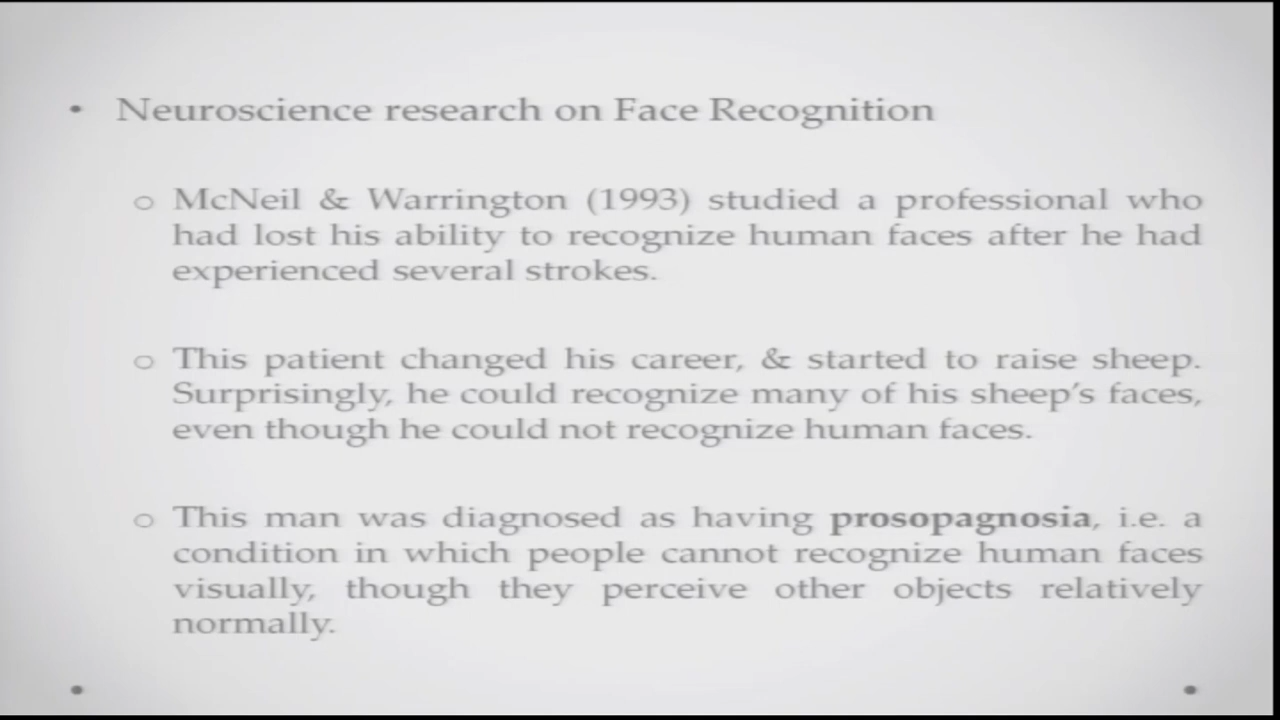 • Neuroscience research on Face Recognition
o McNeil & Warrington (1993) studied a professional who
had lost his ability to recognize human faces after he had
experienced several strokes.
o This patient changed his career, & started to raise sheep.
Surprisingly, he could recognize many of his sheep's faces,
even though he could not recognize human faces.
o This man was diagnosed as having prosopagnosia, i.e. a
condition in which people cannot recognize human faces
visually, though they perceive other objects relatively
normally.